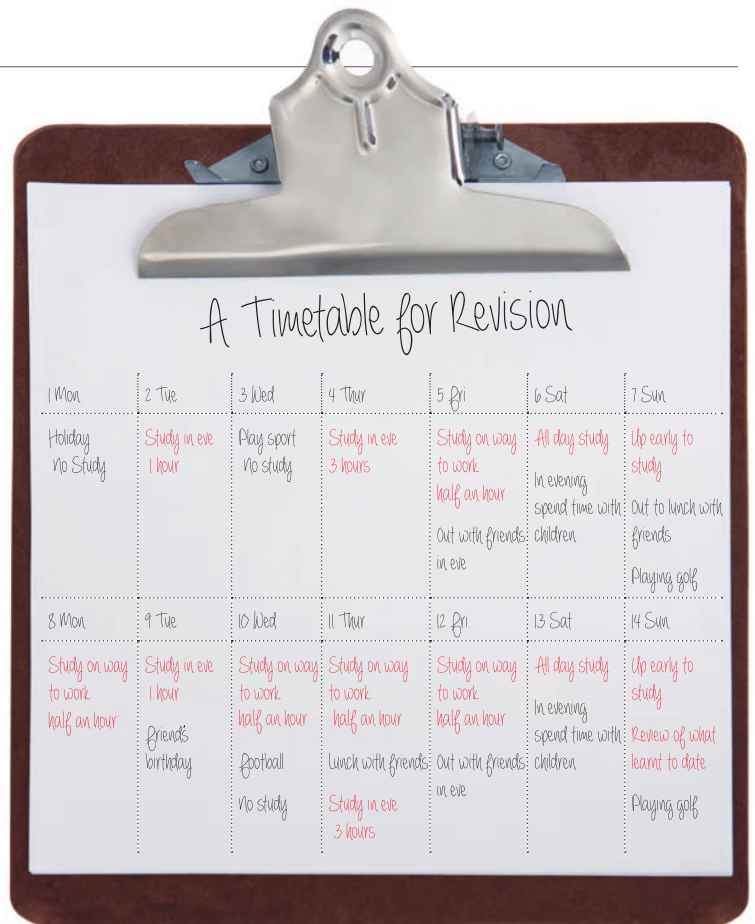 A Timetable for Revision
1 Mon
2 Tue
3 Wed
4 Thur
5 Fri
6 Sat
7 Sun
Holiday
No Study
Study in eve
1 hour
Play sport
No study
Study in eve
3 hours
Study on way
to work
half an hour
Out with friends
in eve
All day study
In evening
spend time with
children
Up early to
study
Out to lunch with
friends
Playing golf
8 Mon
9 Tue
10 Wed
11 Thur
12 Fri
13 Sat
14 Sun
Study on way
to work
half an hour
Study in eve
1 hour
friend's
birthday
Study on way
to work
half an hour
football
No study
Study on way
to work
half an hour
Lunch with friends
Study in eve
3 hours
Study on way
to work
half an hour
Out with friends
in eve
All day study
In evening
spend time with
children
Up early to
study
Review of what
learnt to date
Playing golf